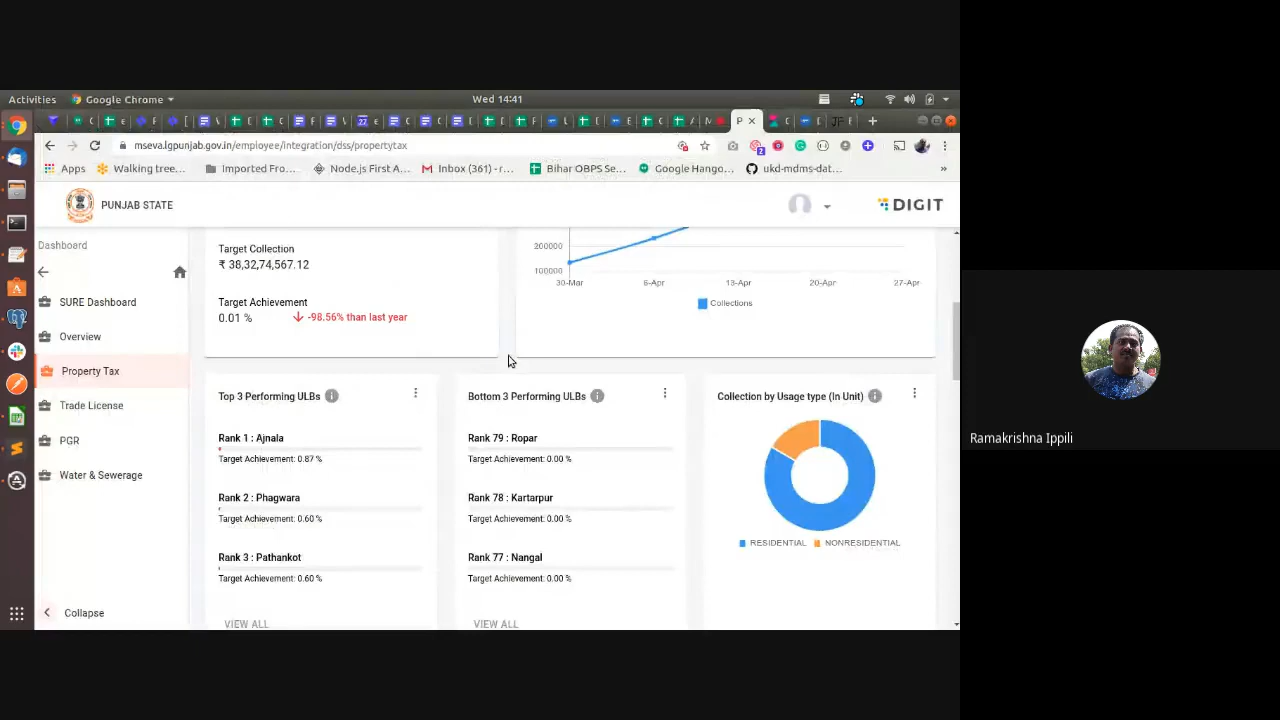 Activities
Google Chrome
Wed 14:41
mseva.lgpunjab.gov.in/employee/integration/dss/propertytax
Apps
Walking tree...
Imported Fro...
Node.js First A...
Inbox (361) - r...
Bihar OBPS Se...
Google Hango...
ukd-mdms-dat...
»
PUNJAB STATE
DIGIT
Dashboard
SURE Dashboard
Overview
Property Tax
Trade License
PGR
Water & Sewerage
Collapse
Target Collection
₹ 38,32,74,567.12
Target Achievement
0.01 %
-98.56% than last year
200000
100000
30-Mar
6-Apr
13-Apr
20-Apr
27-Apr
Collections
Top 3 Performing ULBs
Rank 1 : Ajnala
Target Achievement: 0.87 %
Rank 2 : Phagwara
Target Achievement: 0.60 %
Rank 3 : Pathankot
Target Achievement: 0.60 %
VIEW ALL
Bottom 3 Performing ULBs
Rank 79 : Ropar
Target Achievement: 0.00 %
Rank 78 : Kartarpur
Target Achievement: 0.00 %
Rank 77 : Nangal
Target Achievement: 0.00 %
VIEW ALL
Collection by Usage type (In Unit)
RESIDENTIAL
NONRESIDENTIAL
Ramakrishna Ippili